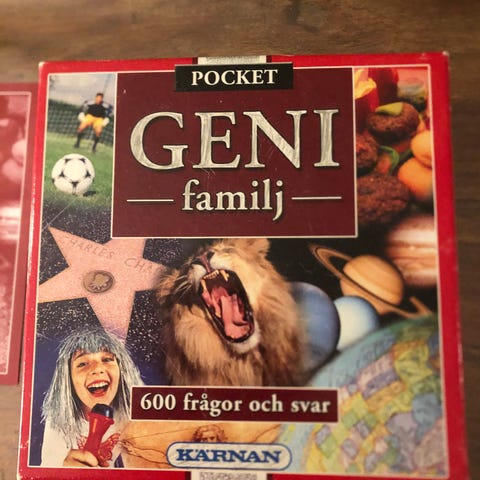 POCKET
GENI
familj
CHARLES CHA
600 frågor och svar
KÄRNAN